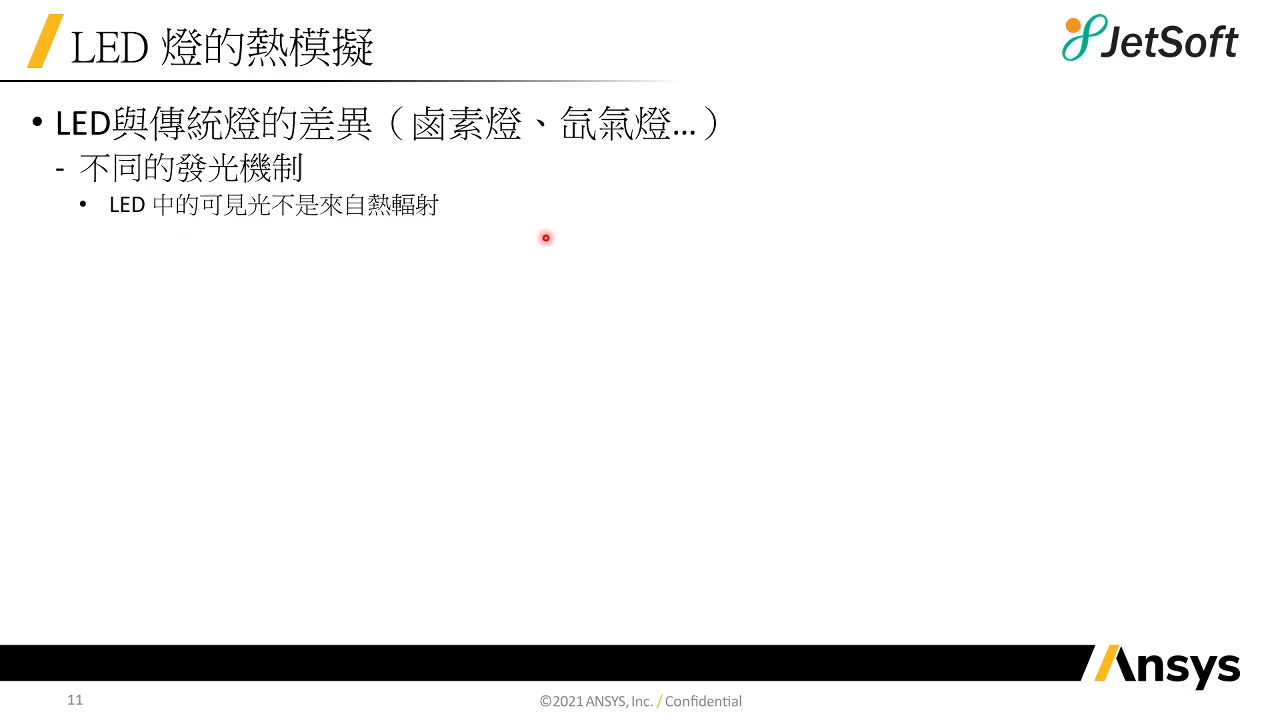 LED 燈的熱模擬
JetSoft
• LED與傳統燈的差異（鹵素燈、氙氣燈…）
- 不同的發光機制
• LED 中的可見光不是來自熱輻射
Ansys
11
©2021 ANSYS, Inc. / Confidential